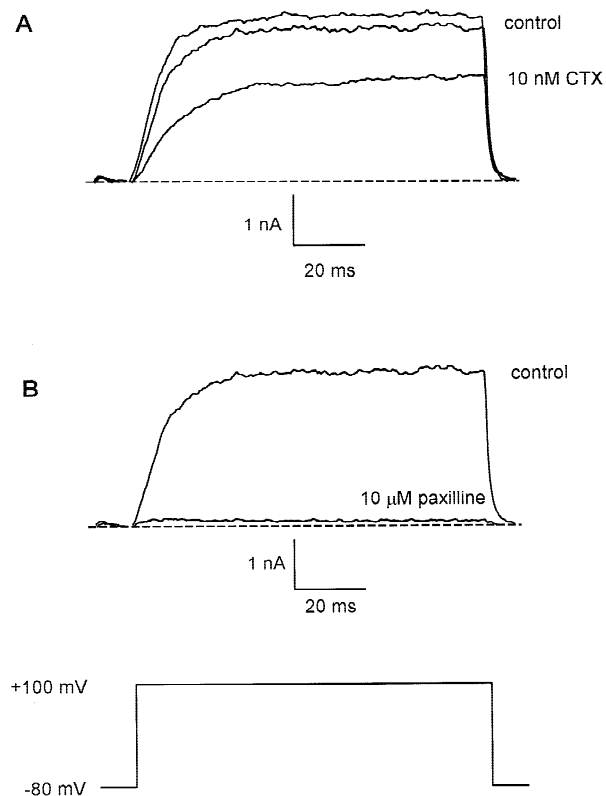 A
control
10 nM CTX
1 nA
20 ms
B
control
10 μM paxilline
1 nA
20 ms
+100 mV
-80 mV